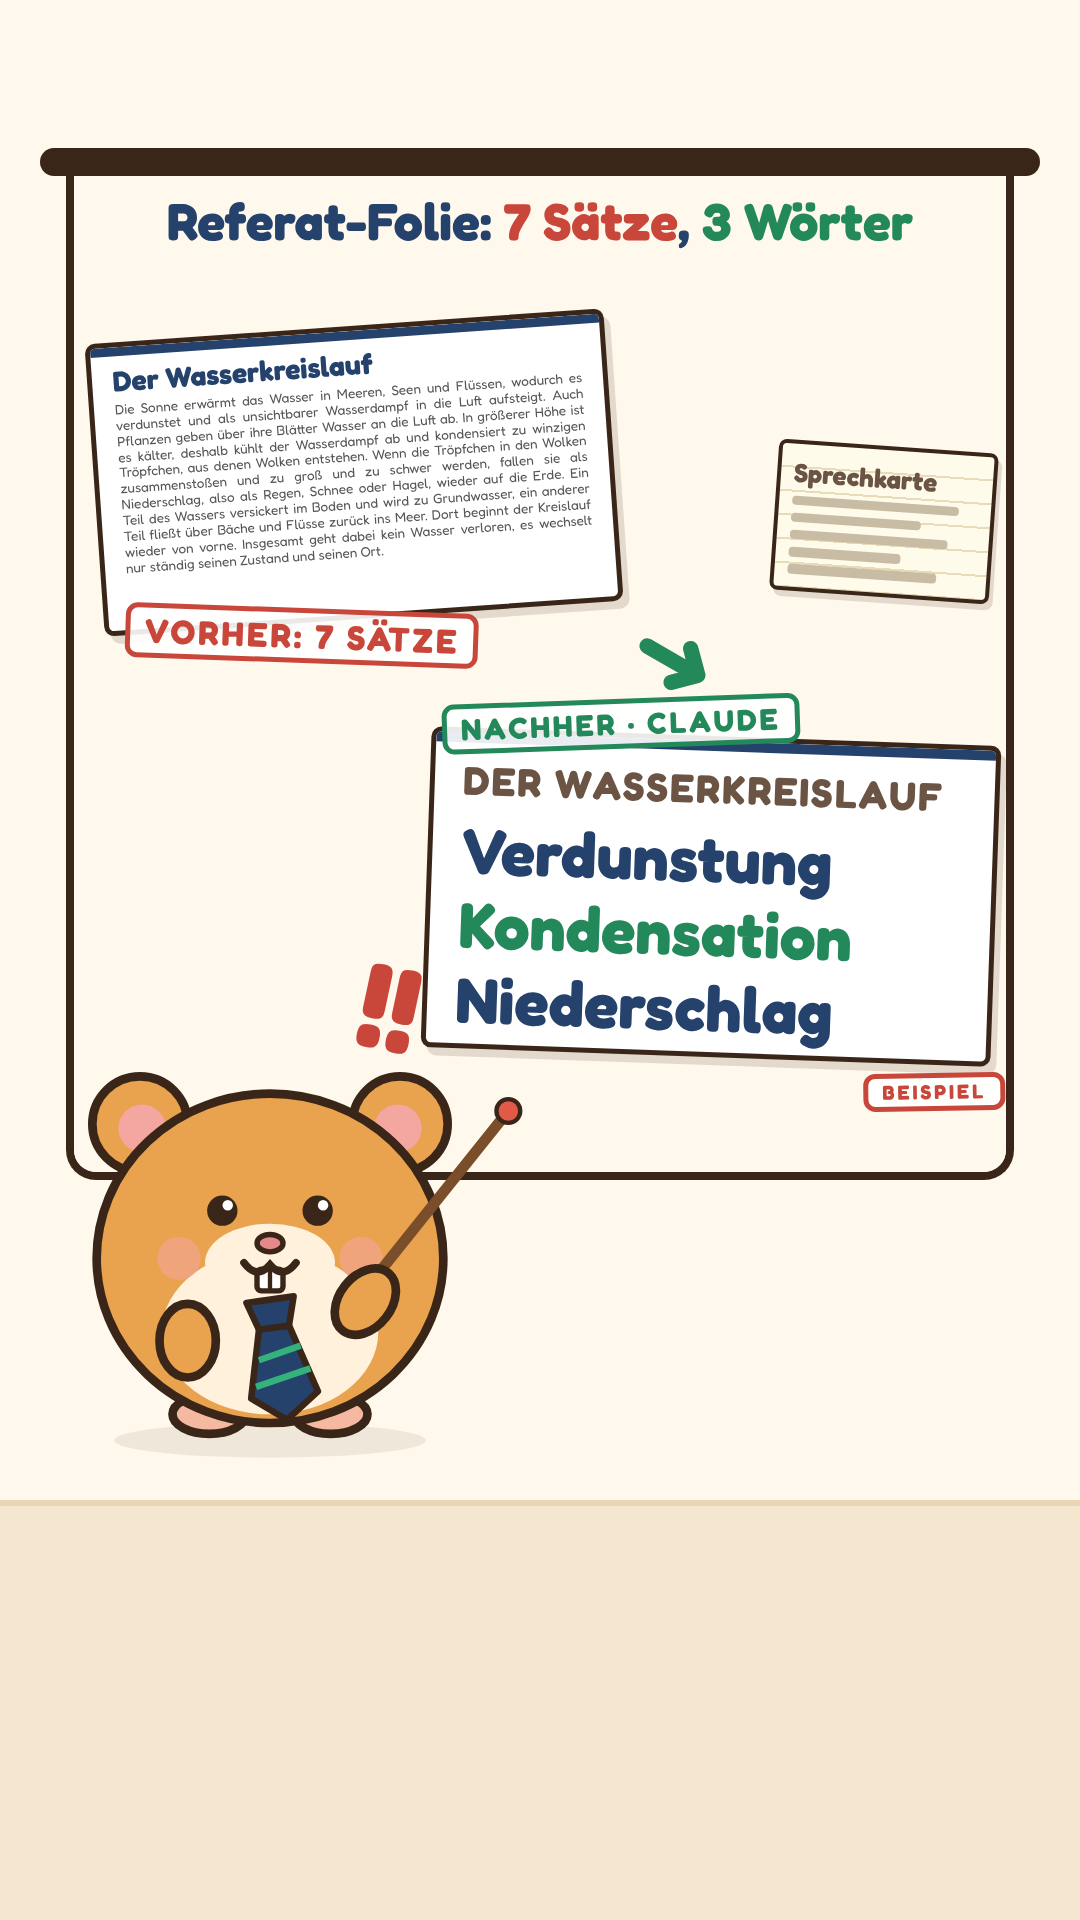 Referat-Folie: 7 Sätze, 3 Wörter
Der Wasserkreislauf
Die Sonne erwärmt das Wasser in Meeren, Seen und Flüssen, wodurch es
verdunstet und als unsichtbarer Wasserdampf in die Luft aufsteigt. Auch
Pflanzen geben über ihre Blätter Wasser an die Luft ab. In größerer Höhe ist
es kälter, deshalb kühlt der Wasserdampf ab und kondensiert zu winzigen
Tröpfchen, aus denen Wolken entstehen. Wenn die Tröpfchen in den Wolken
zusammenstoßen und zu groß und zu schwer werden, fallen sie als
Niederschlag, also als Regen, Schnee oder Hagel, wieder auf die Erde. Ein
Teil des Wassers versickert im Boden und wird zu Grundwasser, ein anderer
Teil fließt über Bäche und Flüsse zurück ins Meer. Dort beginnt der Kreislauf
wieder von vorne. Insgesamt geht dabei kein Wasser verloren, es wechselt
nur ständig seinen Zustand und seinen Ort.
VORHER: 7 SÄTZE
Sprechkarte
NACHHER · CLAUDE
DER WASSERKREISLAUF
Verdunstung
Kondensation
Niederschlag
!!
BEISPIEL